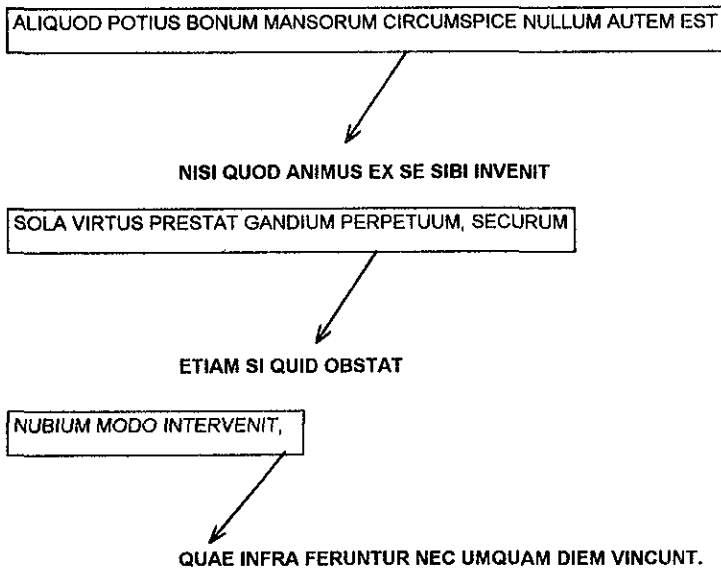 ALIQUOD POTIUS BONUM MANSORUM CIRCUMSPICE NULLUM AUTEM EST
NISI QUOD ANIMUS EX SE SIBI INVENIT
SOLA VIRTUS PRESTAT GANDIUM PERPETUUM, SECURUM
ETIAM SI QUID OBSTAT
NUBIUM MODO INTERVENIT,
QUAE INFRA FERUNTUR NEC UMQUAM DIEM VINCUNT.